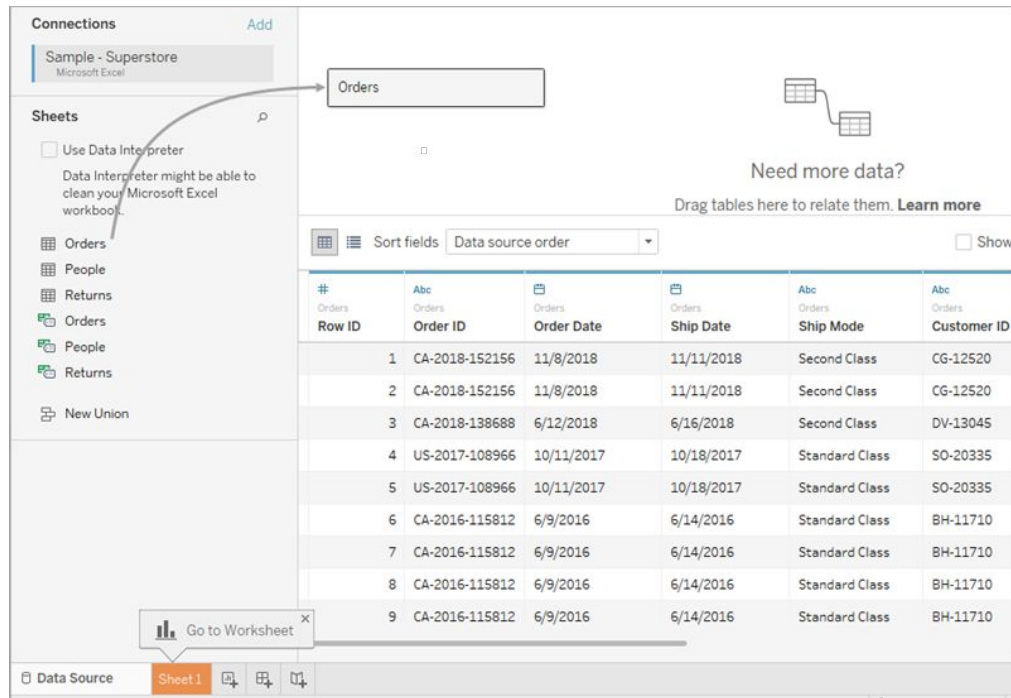 Connections Add
Sample - Superstore
Microsoft Excel
Sheets
Use Data Interpreter
Data Interpreter might be able to
clean your Microsoft Excel
workbook.
Orders
People
Returns
Orders
People
Returns
New Union
Orders
Need more data?
Drag tables here to relate them. Learn more
Sort fields Data source order Show
# Abc Abc Abc
Orders Orders Orders Orders Orders Orders
Row ID Order ID Order Date Ship Date Ship Mode Customer ID
1 CA-2018-152156 11/8/2018 11/11/2018 Second Class CG-12520
2 CA-2018-152156 11/8/2018 11/11/2018 Second Class CG-12520
3 CA-2018-138688 6/12/2018 6/16/2018 Second Class DV-13045
4 US-2017-108966 10/11/2017 10/18/2017 Standard Class SO-20335
5 US-2017-108966 10/11/2017 10/18/2017 Standard Class SO-20335
6 CA-2016-115812 6/9/2016 6/14/2016 Standard Class BH-11710
7 CA-2016-115812 6/9/2016 6/14/2016 Standard Class BH-11710
8 CA-2016-115812 6/9/2016 6/14/2016 Standard Class BH-11710
9 CA-2016-115812 6/9/2016 6/14/2016 Standard Class BH-11710
Go to Worksheet
Data Source Sheet 1